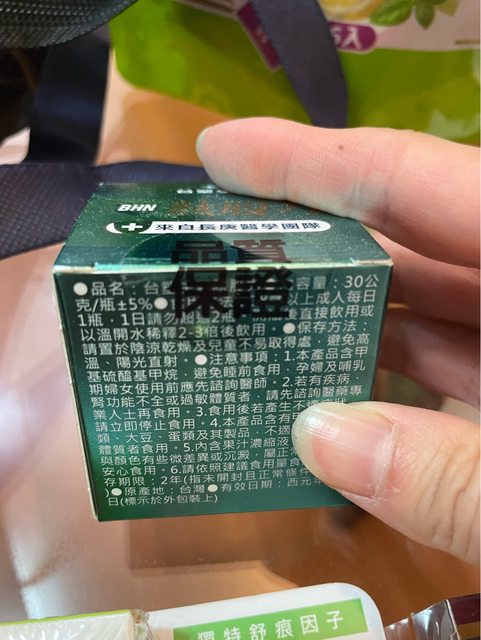 BHN
來自長庚醫學團隊
品質
保證
●品名：台塑 容量：30公
克/瓶±5% ● 以上成人每日
1瓶，1日請勿超過2瓶 後直接飲用或
以溫開水稀釋2-3倍後飲用 ●保存方法：
請置於陰涼乾燥及兒童不易取得處，避免高
溫、陽光直射。●注意事項：1.本產品含甲
基硫醯基甲烷，避免睡前食用，孕婦及哺乳
期婦女使用前應先諮詢醫師。2.若有疾病、
腎功能不全或過敏體質者，請先諮詢醫藥專
業人士再食用。3.食用後若產生不適
請立即停止食用。4.本產品含有甲
類、大豆、蛋類及其製品，不適
體質者食用。5.內含果汁濃縮液
與顏色有些微差異或沉澱，屬正常
安心食用。6.請依照建議食用量食
存期限：2年(指未開封且正常條件
)●原產地：台灣●有效日期：西元年
日(標示於外包裝上)
獨特舒痕因子